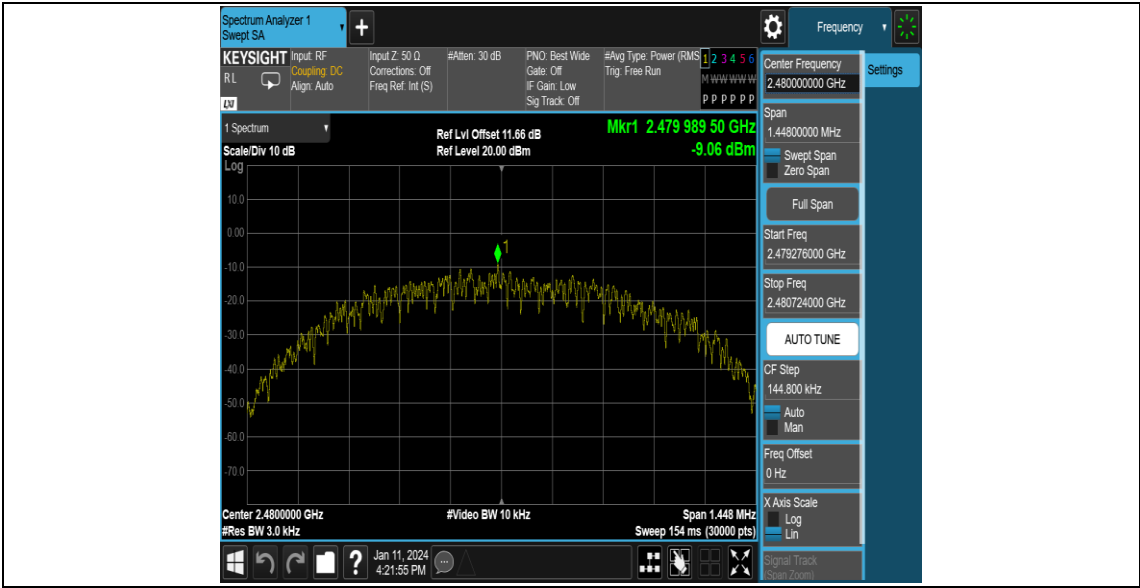 Spectrum Analyzer 1
Swept SA
+
Frequency
KEYSIGHT
RL
LXI
Input: RF
Coupling: DC
Align: Auto
Input Z: 50 Ω
Corrections: Off
Freq Ref: Int (S)
#Atten: 30 dB
PNO: Best Wide
Gate: Off
IF Gain: Low
Sig Track: Off
#Avg Type: Power (RMS
Trig: Free Run
1 2 3 4 5 6
M W W W W W
P P P P P P
1 Spectrum
Scale/Div 10 dB
Log
Ref Lvl Offset 11.66 dB
Ref Level 20.00 dBm
Mkr1 2.479 989 50 GHz
-9.06 dBm
10.0
0.00
-10.0
-20.0
-30.0
-40.0
-50.0
-60.0
-70.0
1
Center 2.4800000 GHz
#Res BW 3.0 kHz
#Video BW 10 kHz
Span 1.448 MHz
Sweep 154 ms (30000 pts)
Center Frequency
2.480000000 GHz
Settings
Span
1.44800000 MHz
Swept Span
Zero Span
Full Span
Start Freq
2.479276000 GHz
Stop Freq
2.480724000 GHz
AUTO TUNE
CF Step
144.800 kHz
Auto
Man
Freq Offset
0 Hz
X Axis Scale
Log
Lin
Signal Track
(Span Zoom)
?
Jan 11, 2024
4:21:55 PM